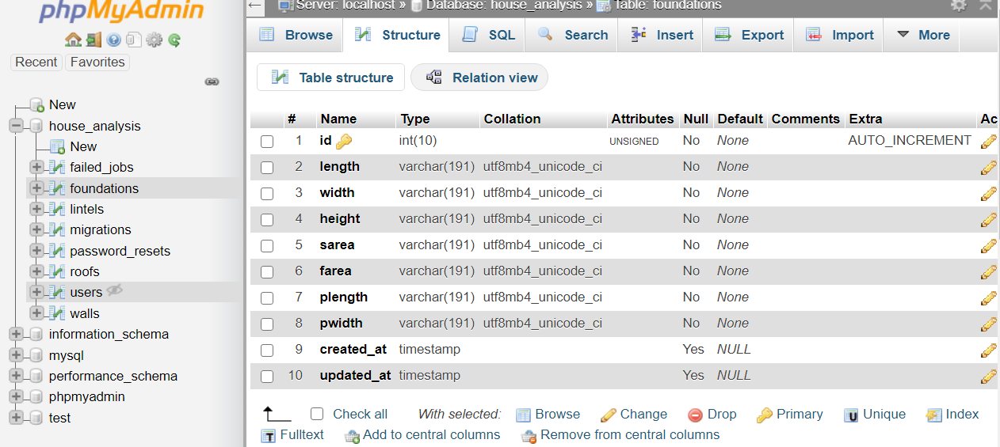 phpMyAdmin
Recent Favorites
New
house_analysis
New
failed_jobs
foundations
lintels
migrations
password_resets
roofs
users
walls
information_schema
mysql
performance_schema
phpmyadmin
test
Server: localhost » Database: house_analysis » Table: foundations
Browse Structure SQL Search Insert Export Import More
Table structure Relation view
# Name Type Collation Attributes Null Default Comments Extra Ac
1 id int(10) UNSIGNED No None AUTO_INCREMENT
2 length varchar(191) utf8mb4_unicode_ci No None
3 width varchar(191) utf8mb4_unicode_ci No None
4 height varchar(191) utf8mb4_unicode_ci No None
5 sarea varchar(191) utf8mb4_unicode_ci No None
6 farea varchar(191) utf8mb4_unicode_ci No None
7 plength varchar(191) utf8mb4_unicode_ci No None
8 pwidth varchar(191) utf8mb4_unicode_ci No None
9 created_at timestamp Yes NULL
10 updated_at timestamp Yes NULL
Check all With selected: Browse Change Drop Primary Unique Index
Fulltext Add to central columns Remove from central columns